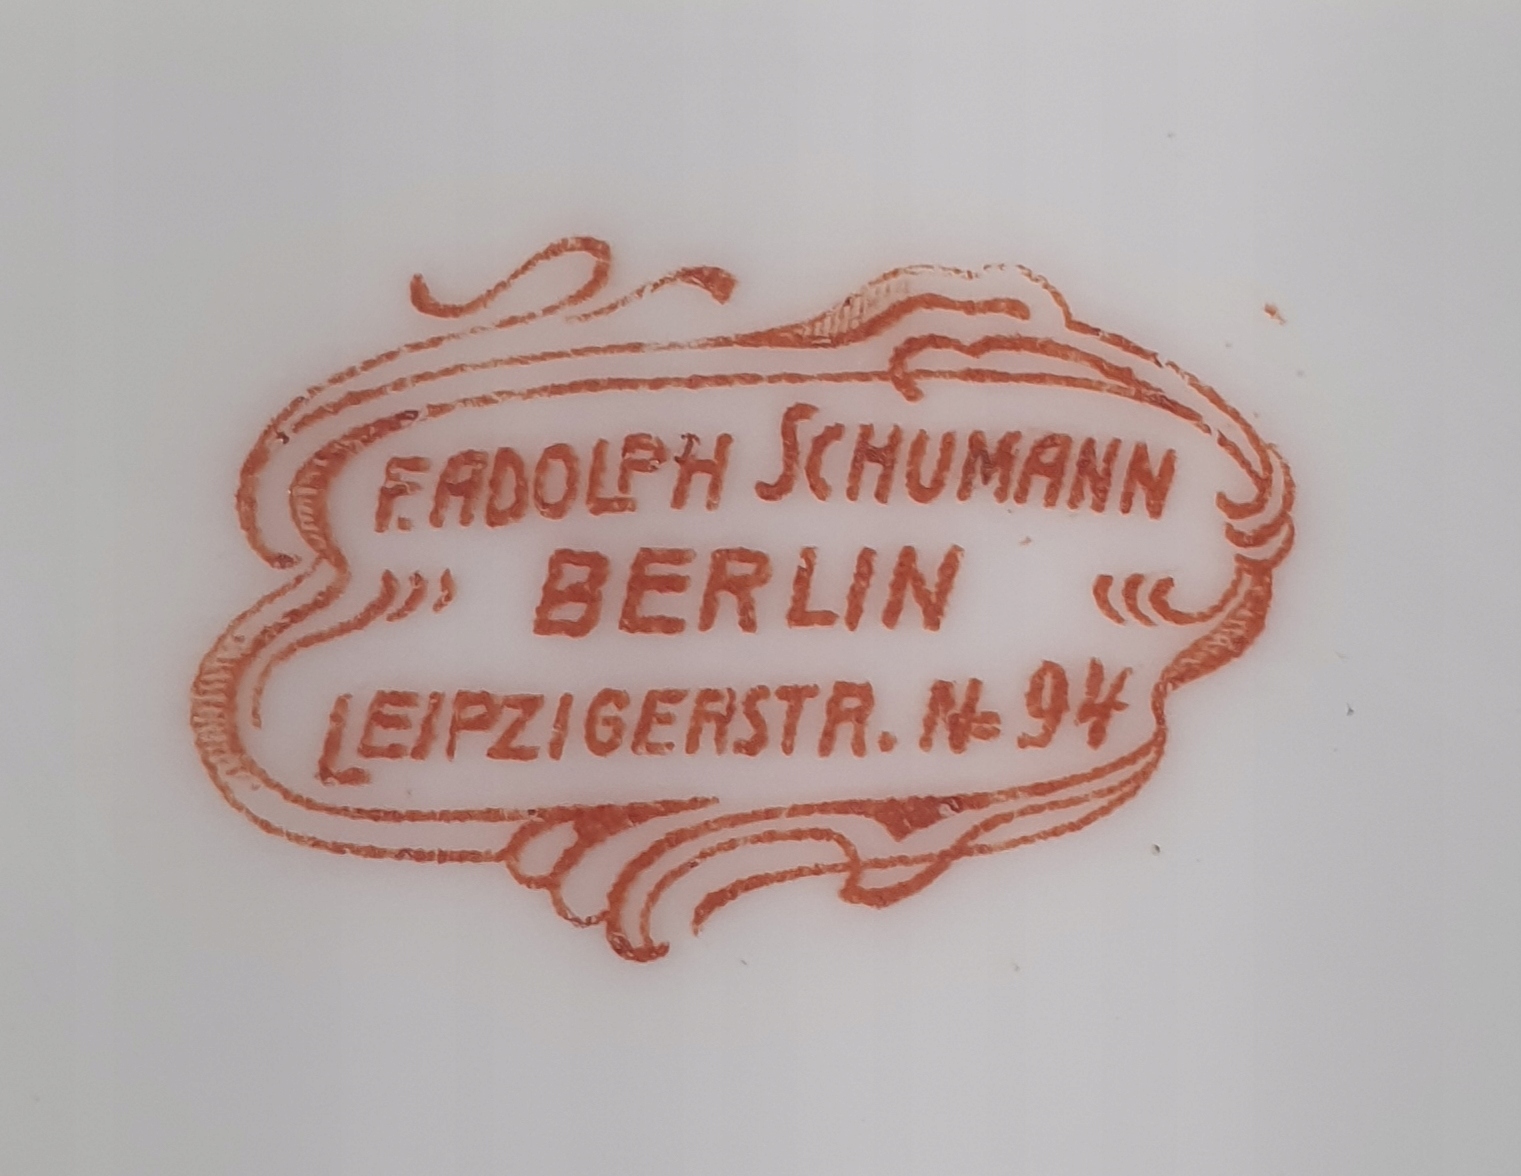 F. ADOLPH SCHUMANN
BERLIN
LEIPZIGERSTR. No 94